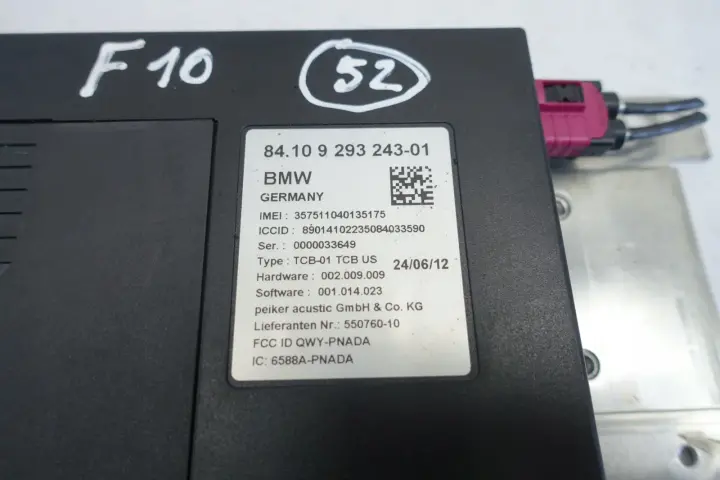 F10 52
84.10 9 293 243-01
BMW
GERMANY
IMEI : 357511040135175
ICCID : 89014102235084033590
Ser. : 0000033649
Type : TCB-01 TCB US 24/06/12
Hardware : 002.009.009
Software : 001.014.023
peiker acustic GmbH & Co. KG
Lieferanten Nr.: 550760-10
FCC ID QWY-PNADA
IC: 6588A-PNADA